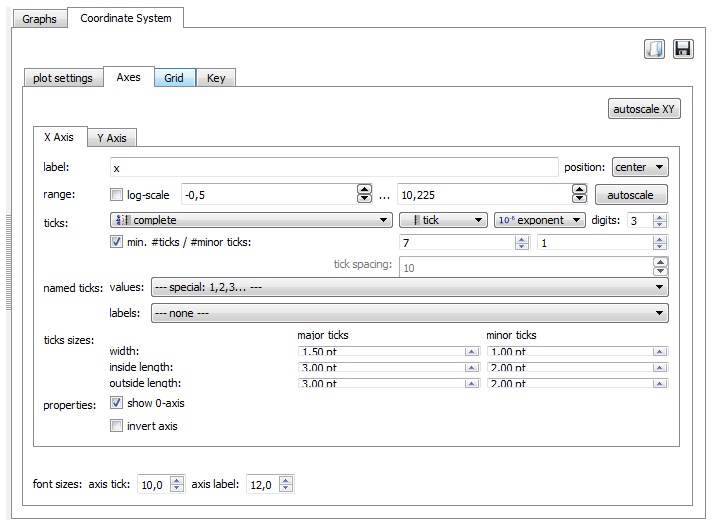 Graphs Coordinate System
plot settings Axes Grid Key
autoscale XY
X Axis Y Axis
label: x position: center
range: log-scale -0,5 ... 10,225 autoscale
ticks: complete tick 10⁻⁶ exponent digits: 3
min. #ticks / #minor ticks: 7 1
tick spacing: 10
named ticks: values: --- special: 1,2,3... ---
labels: --- none ---
ticks sizes: major ticks minor ticks
width: 1.50 pt 1.00 pt
inside length: 3.00 pt 2.00 pt
outside length: 3.00 pt 2.00 pt
properties: show 0-axis
invert axis
font sizes: axis tick: 10,0 axis label: 12,0